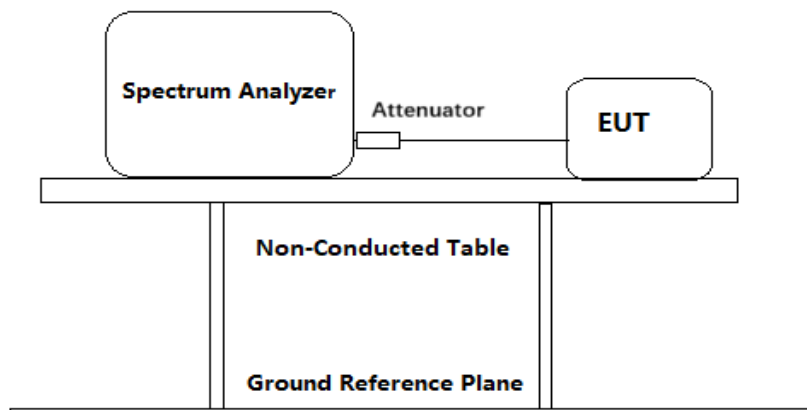 Spectrum Analyzer
Attenuator
EUT
Non-Conducted Table
Ground Reference Plane